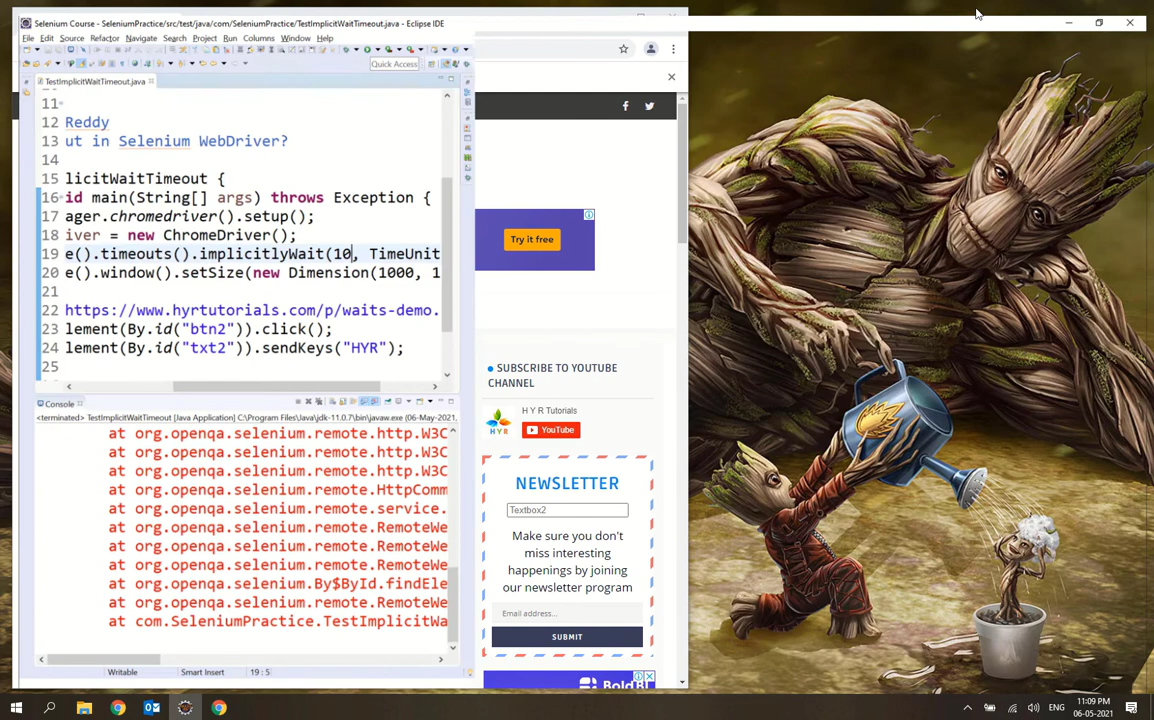 Selenium Course - SeleniumPractice/src/test/java/com/SeleniumPractice/TestImplicitWaitTimeout.java - Eclipse IDE
File Edit Source Refactor Navigate Search Project Run Column Window Help
Quick Access
TestImplicitWaitTimeout.java
11
12 Reddy
13 ut in Selenium WebDriver?
14
15 licitWaitTimeout {
16 id main(String[] args) throws Exception {
17 ager.chromedriver().setup();
18 iver = new ChromeDriver();
19 e().timeouts().implicitlyWait(10, TimeUnit
20 e().window().setSize(new Dimension(1000, 1
21
22 https://www.hyrtutorials.com/p/waits-demo.
23 lement(By.id("btn2")).click();
24 lement(By.id("txt2")).sendKeys("HYR");
25
Console
<terminated> TestImplicitWaitTimeout [Java Application] C:\Program Files\Java\jdk-11.0.7\bin\javaw.exe (06-May-2021,
at org.openqa.selenium.remote.http.W3C
at org.openqa.selenium.remote.http.W3C
at org.openqa.selenium.remote.http.W3C
at org.openqa.selenium.remote.HttpComm
at org.openqa.selenium.remote.service.
at org.openqa.selenium.remote.RemoteWe
at org.openqa.selenium.remote.RemoteWe
at org.openqa.selenium.remote.RemoteWe
at org.openqa.selenium.By$ById.findEle
at org.openqa.selenium.remote.RemoteWe
at com.SeleniumPractice.TestImplicitWa
Writable Smart Insert 19 : 5
Try it free
SUBSCRIBE TO YOUTUBE
CHANNEL
H Y R Tutorials
YouTube
NEWSLETTER
Textbox2
Make sure you don't
miss interesting
happenings by joining
our newsletter program
Email address...
SUBMIT
BoldBI
ENG
11:09 PM
06-05-2021